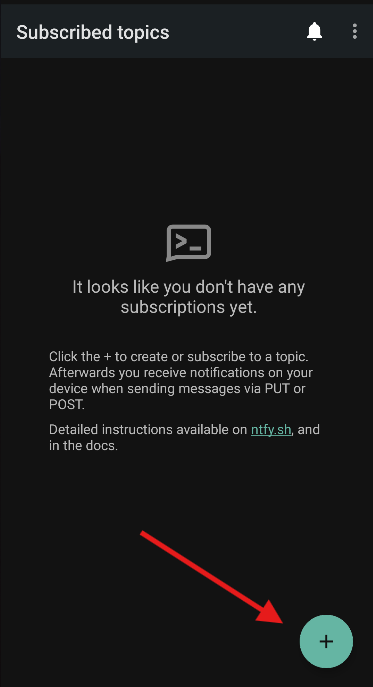 Subscribed topics
It looks like you don't have any
subscriptions yet.
Click the + to create or subscribe to a topic.
Afterwards you receive notifications on your
device when sending messages via PUT or
POST.
Detailed instructions available on ntfy.sh, and
in the docs.
+